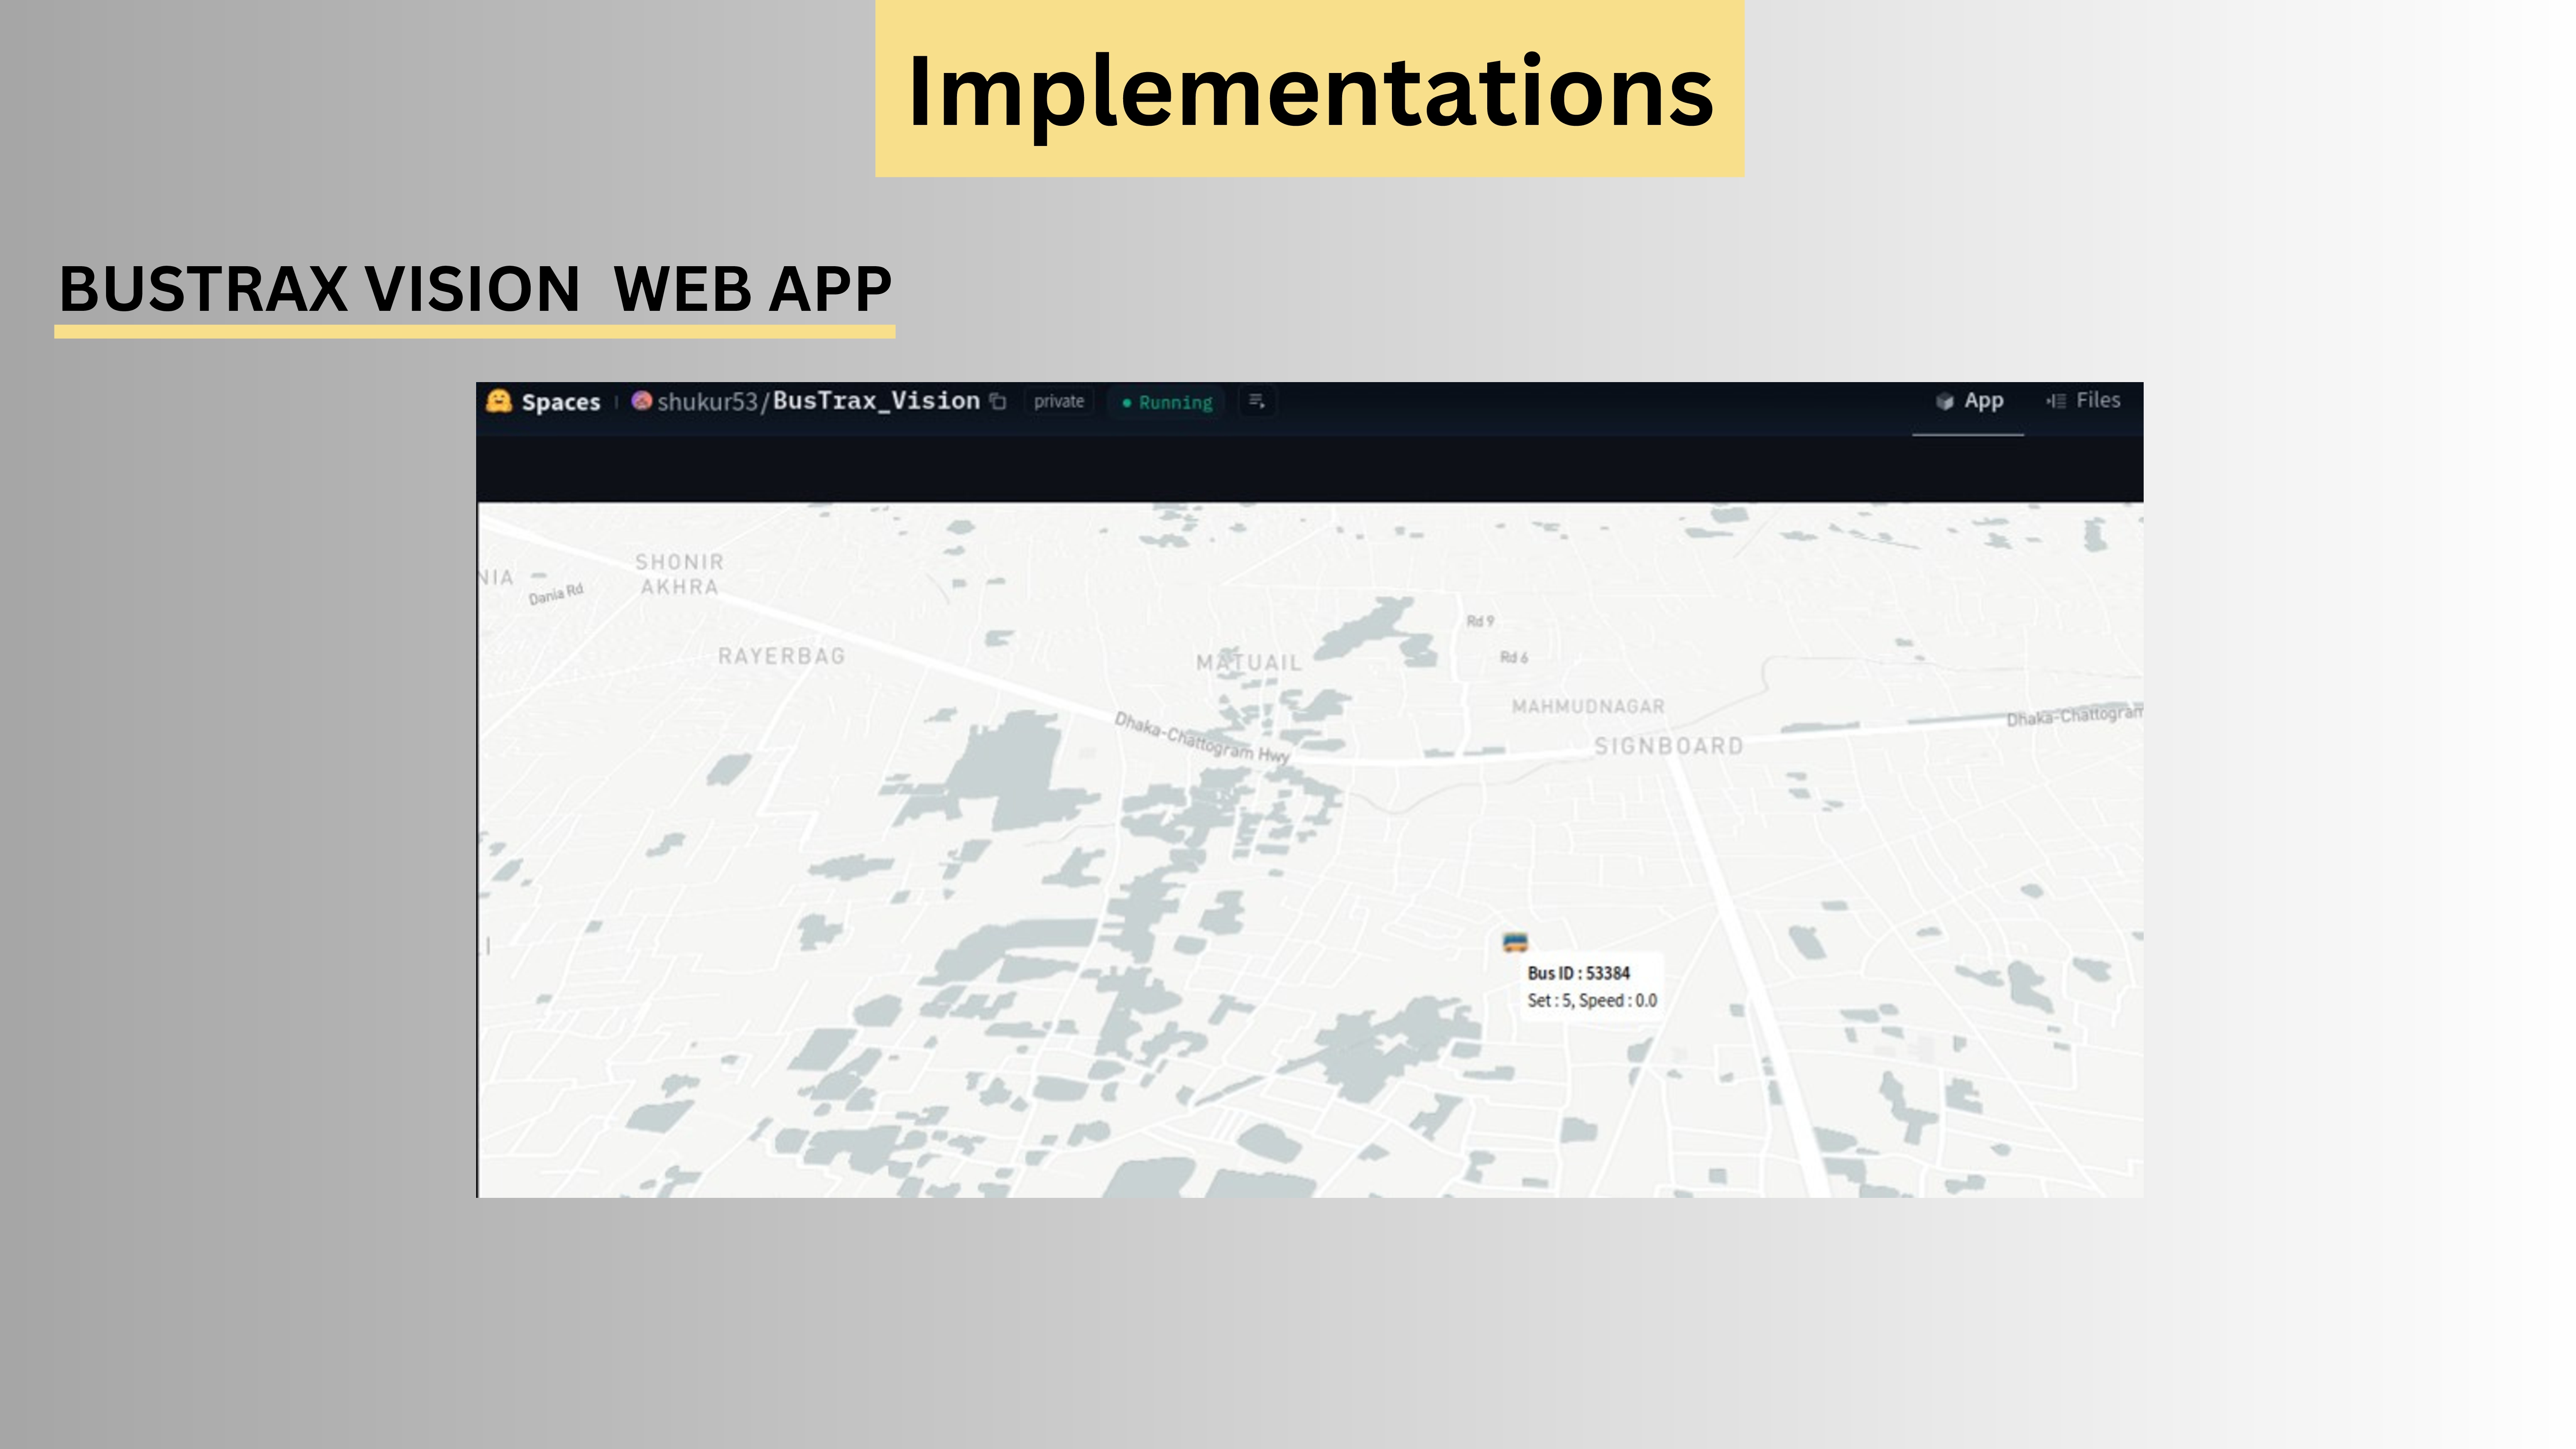 Implementations
BUSTRAX VISION WEB APP
Spaces
shukur53/BusTrax_Vision
private
Running
App
Files
SHONIR
AKHRA
NIA
Dania Rd
RAYERBAG
MATUAIL
Rd 9
Rd 6
MAHMUDNAGAR
SIGNBOARD
Dhaka-Chattogram Hwy
Dhaka-Chattogram
Bus ID : 53384
Set : 5, Speed : 0.0